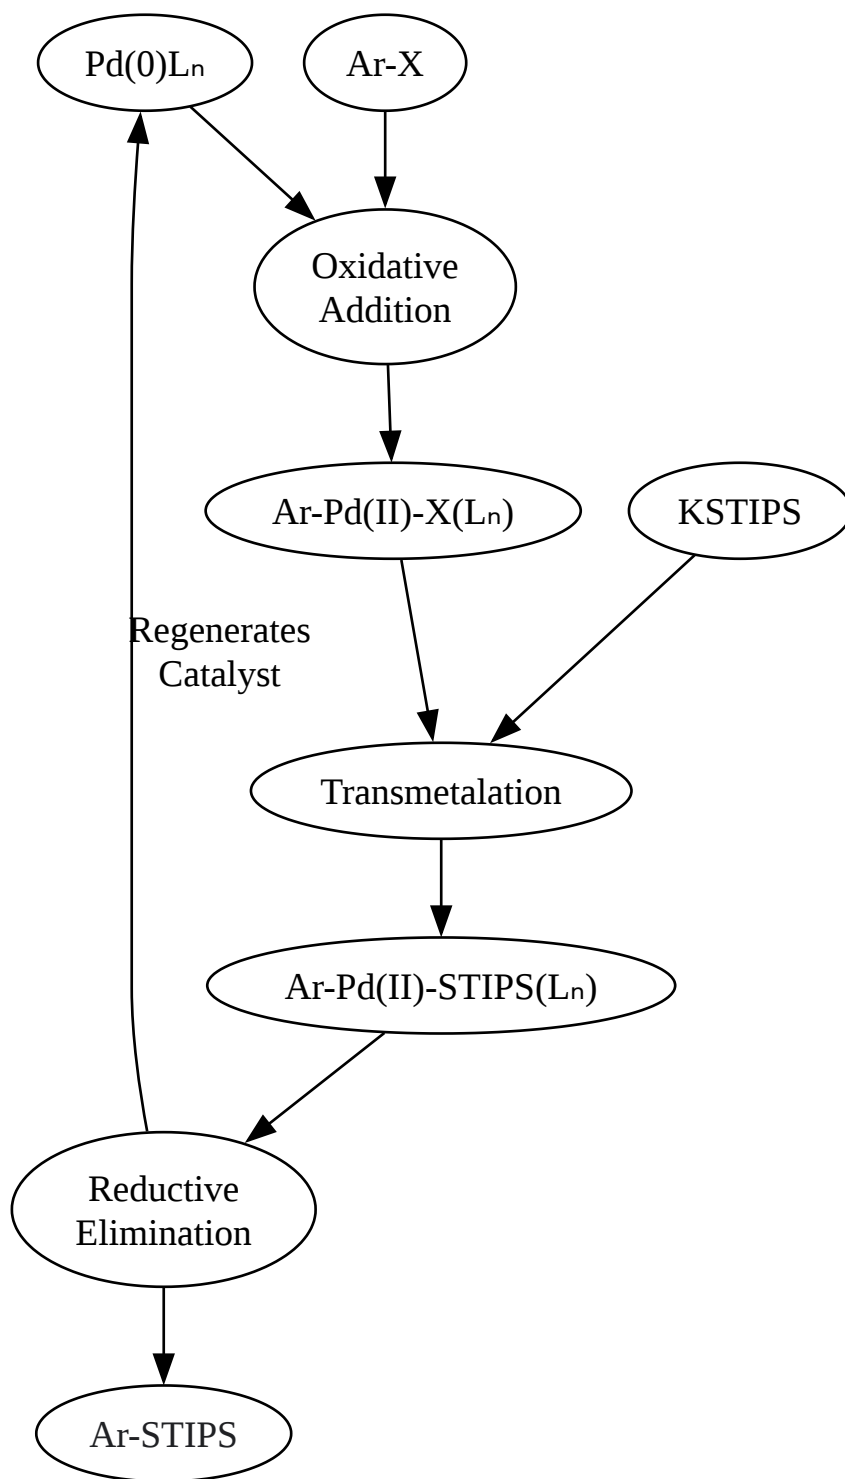 Pd(0)Lₙ
Ar-X
Oxidative
Addition
Ar-Pd(II)-X(Lₙ)
KSTIPS
Regenerates
Catalyst
Transmetalation
Ar-Pd(II)-STIPS(Lₙ)
Reductive
Elimination
Ar-STIPS